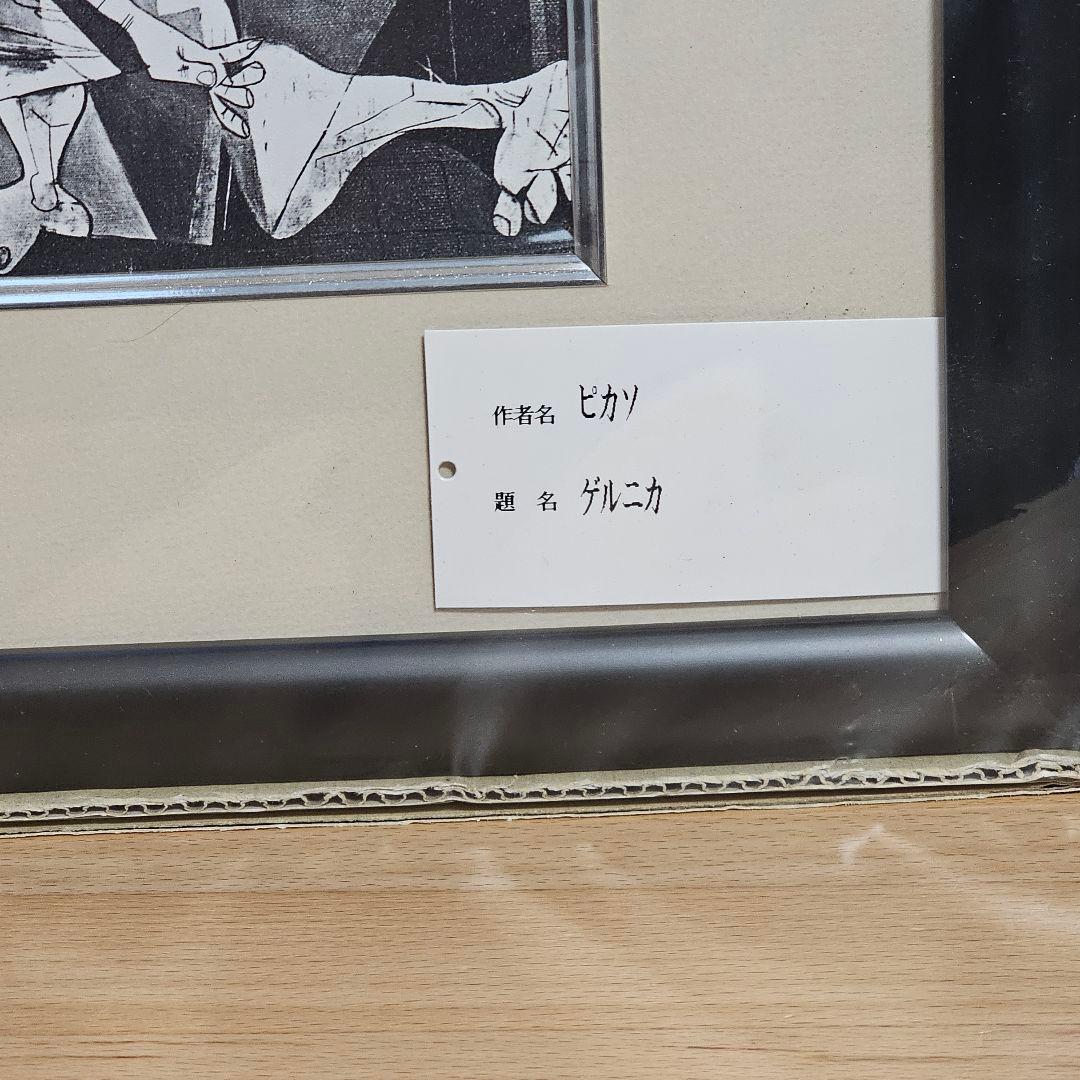 作者名 ピカソ
題 名 ゲルニカ